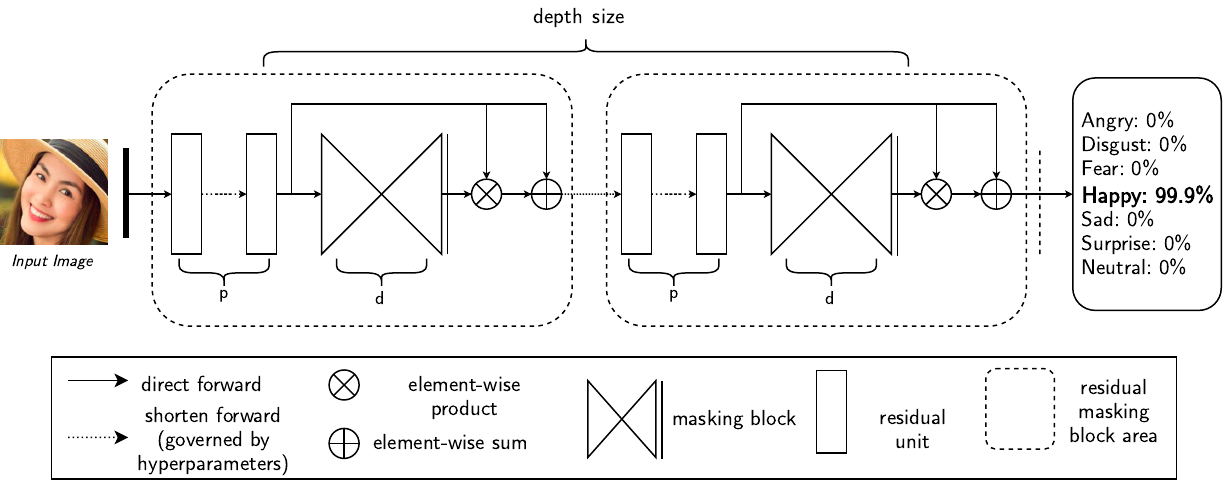 depth size
Angry: 0%
Disgust: 0%
Fear: 0%
Happy: 99.9%
Sad: 0%
Surprise: 0%
Neutral: 0%
Input Image
p
d
p
d
direct forward
shorten forward
(governed by
hyperparameters)
element-wise
product
element-wise sum
masking block
residual
unit
residual
masking
block area